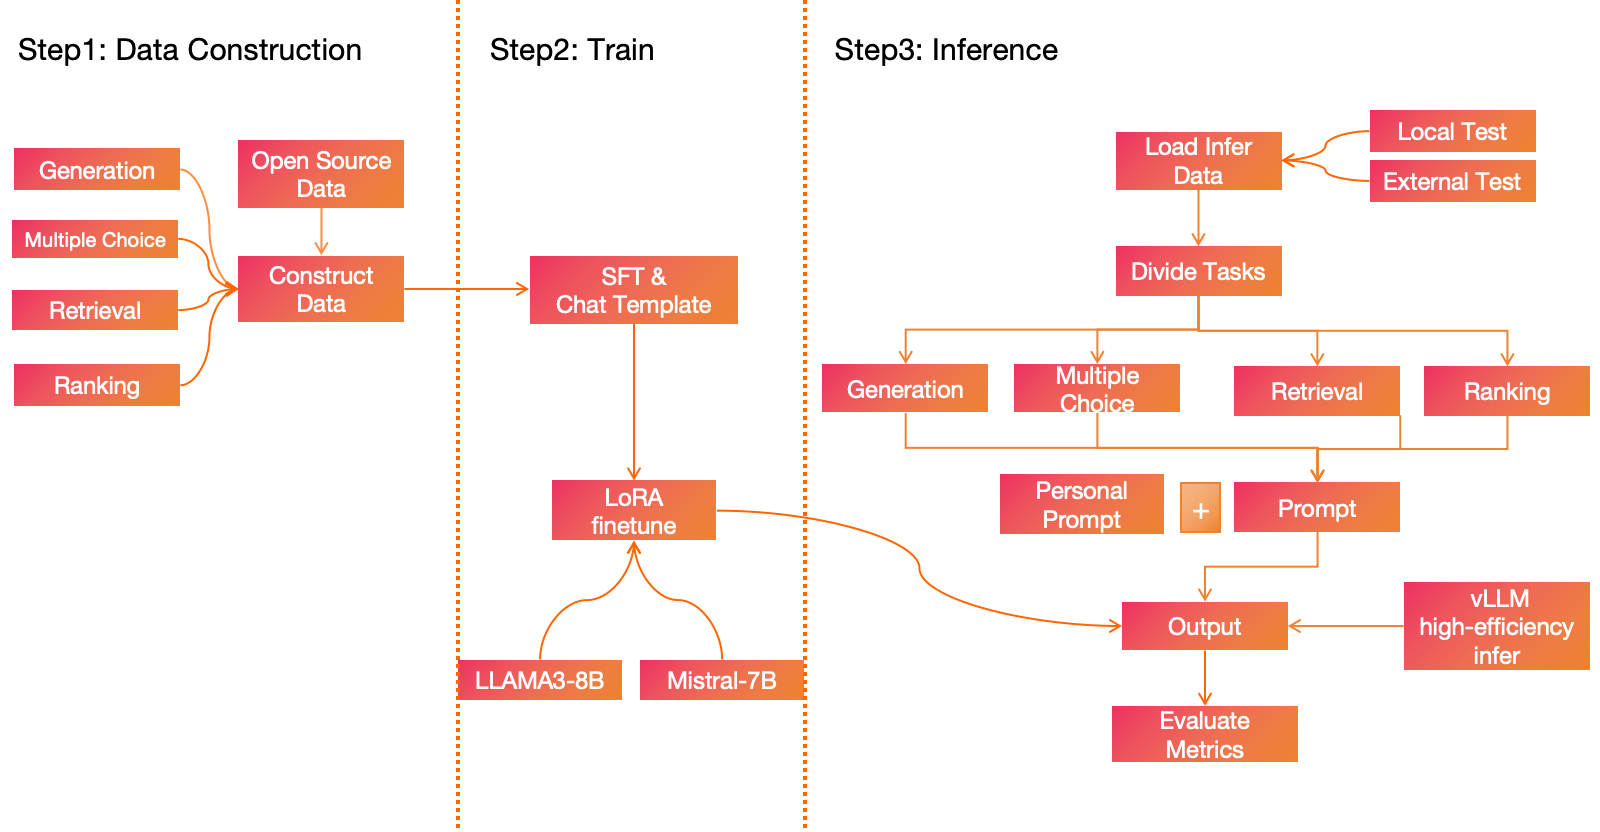 Step1: Data Construction
Generation
Multiple Choice
Retrieval
Ranking
Open Source
Data
Construct
Data
Step2: Train
SFT &
Chat Template
LoRA
finetune
LLAMA3-8B
Mistral-7B
Step3: Inference
Local Test
External Test
Load Infer
Data
Divide Tasks
Generation
Multiple
Choice
Retrieval
Ranking
Personal
Prompt
+
Prompt
Output
vLLM
high-efficiency
infer
Evaluate
Metrics